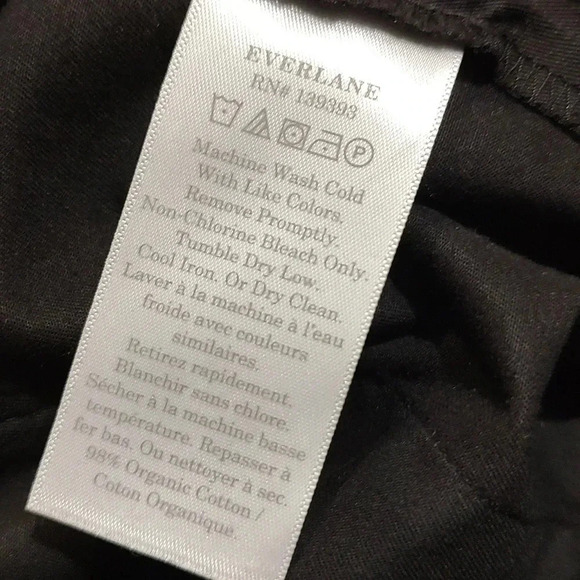 EVERLANE
RN# 139393
P
Machine Wash Cold
With Like Colors.
Remove Promptly.
Non-Chlorine Bleach Only.
Tumble Dry Low.
Cool Iron. Or Dry Clean.
Laver à la machine à l'eau
froide avec couleurs
similaires.
Retirez rapidement.
Blanchir sans chlore.
Sécher à la machine basse
température. Repasser à
fer bas. Ou nettoyer à sec.
98% Organic Cotton /
Coton Organique.